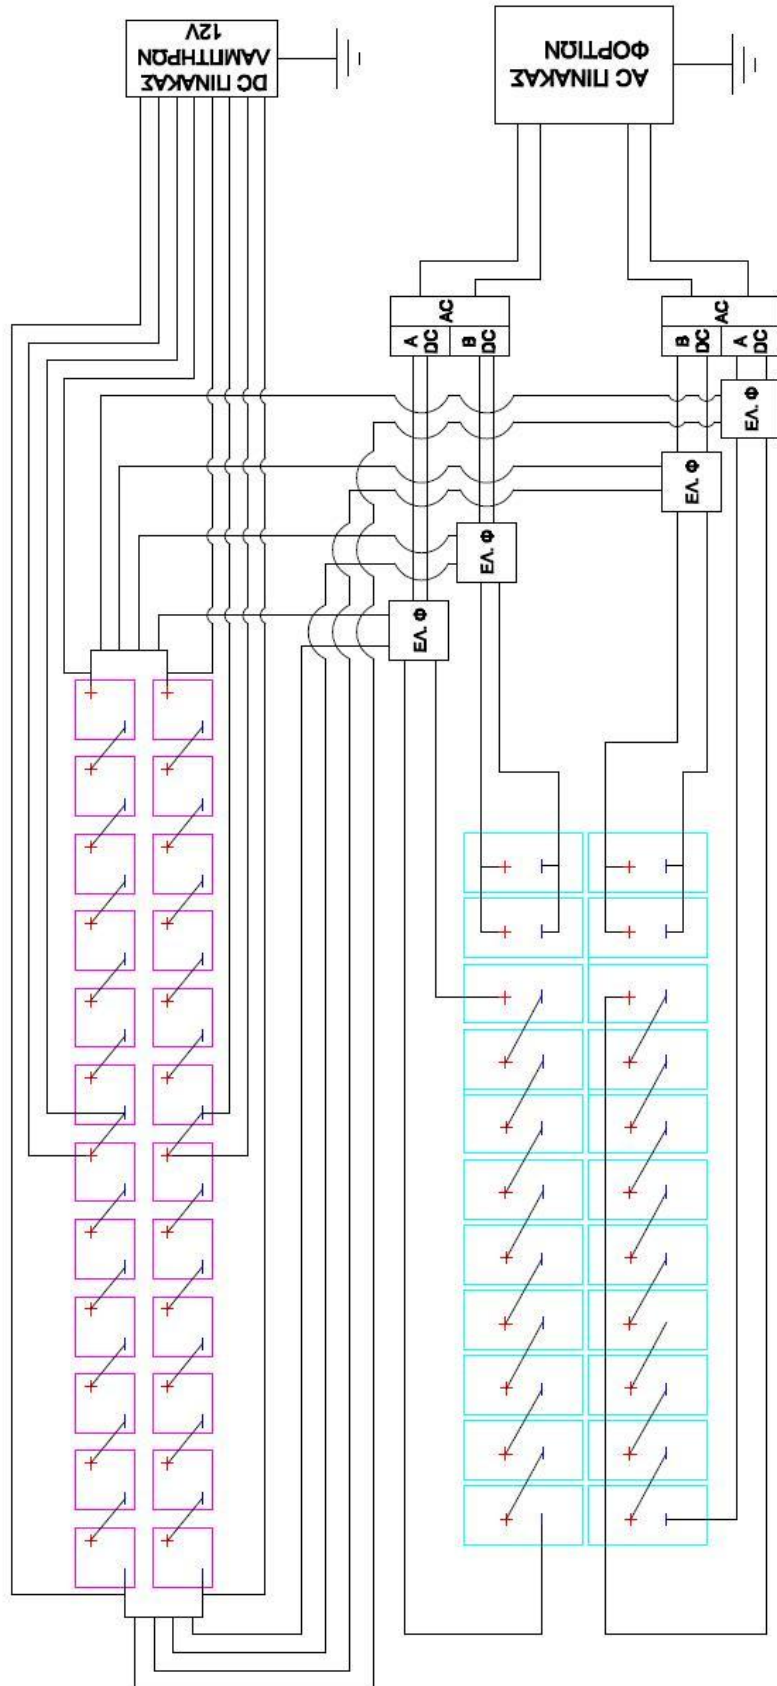 DC ΠΙΝΑΚΑΣ
ΛΑΜΠΤΗΡΩΝ
12V
AC ΠΙΝΑΚΑΣ
ΦΟΡΤΙΩΝ
AC
A
DC
B
DC
AC
B
DC
A
DC
ΕΛ. Φ
ΕΛ. Φ
ΕΛ. Φ
ΕΛ. Φ